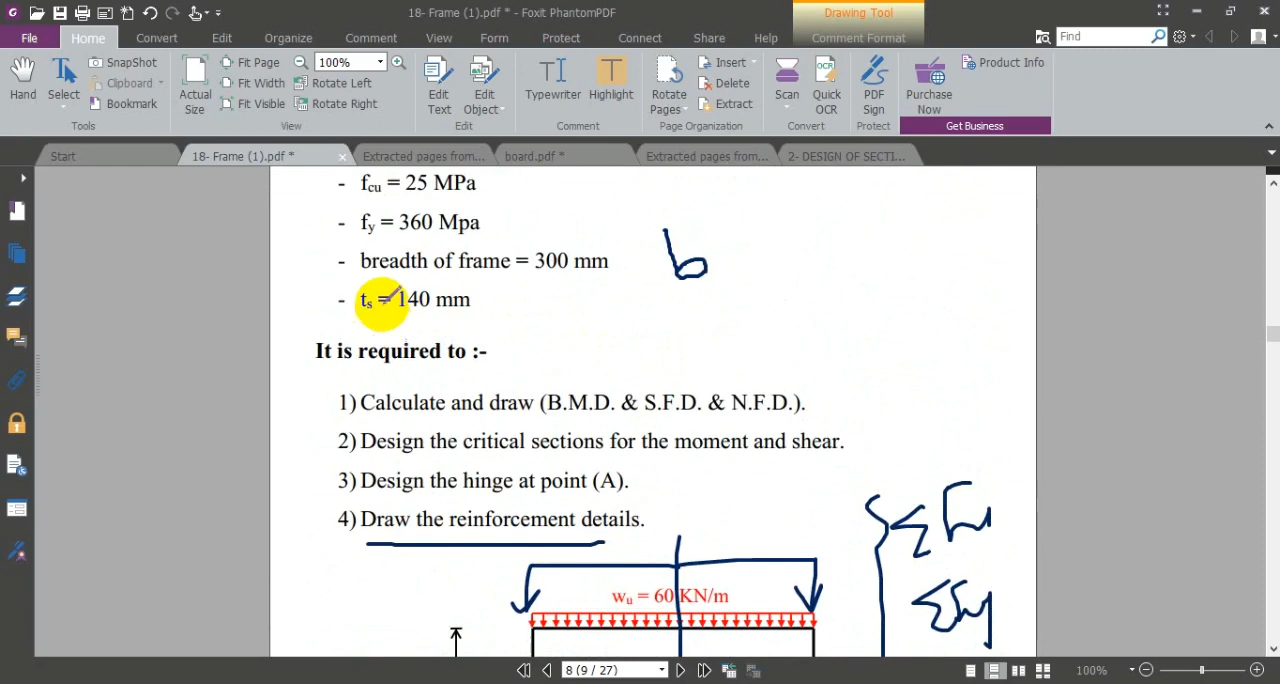 18- Frame (1).pdf * - Foxit PhantomPDF
Drawing Tool
File Home Convert Edit Organize Comment View Form Protect Connect Share Help Comment Format Find
Hand
Select
SnapShot
Clipboard
Bookmark
Tools
Actual Size
Fit Page
Fit Width
Fit Visible
100%
Rotate Left
Rotate Right
View
Edit Text
Edit Object
Edit
Typewriter
Highlight
Comment
Rotate Pages
Insert
Delete
Extract
Page Organization
Scan
Quick OCR
Convert
PDF Sign
Protect
Purchase Now
Product Info
Get Business
Start 18- Frame (1).pdf * Extracted pages from... board.pdf * Extracted pages from... 2- DESIGN OF SECTI...
- fcu = 25 MPa
- fy = 360 Mpa
- breadth of frame = 300 mm b
- ts = 140 mm
It is required to :-
1) Calculate and draw (B.M.D. & S.F.D. & N.F.D.).
2) Design the critical sections for the moment and shear.
3) Design the hinge at point (A).
4) Draw the reinforcement details.
wu = 60 KN/m
8 (9 / 27)
100%